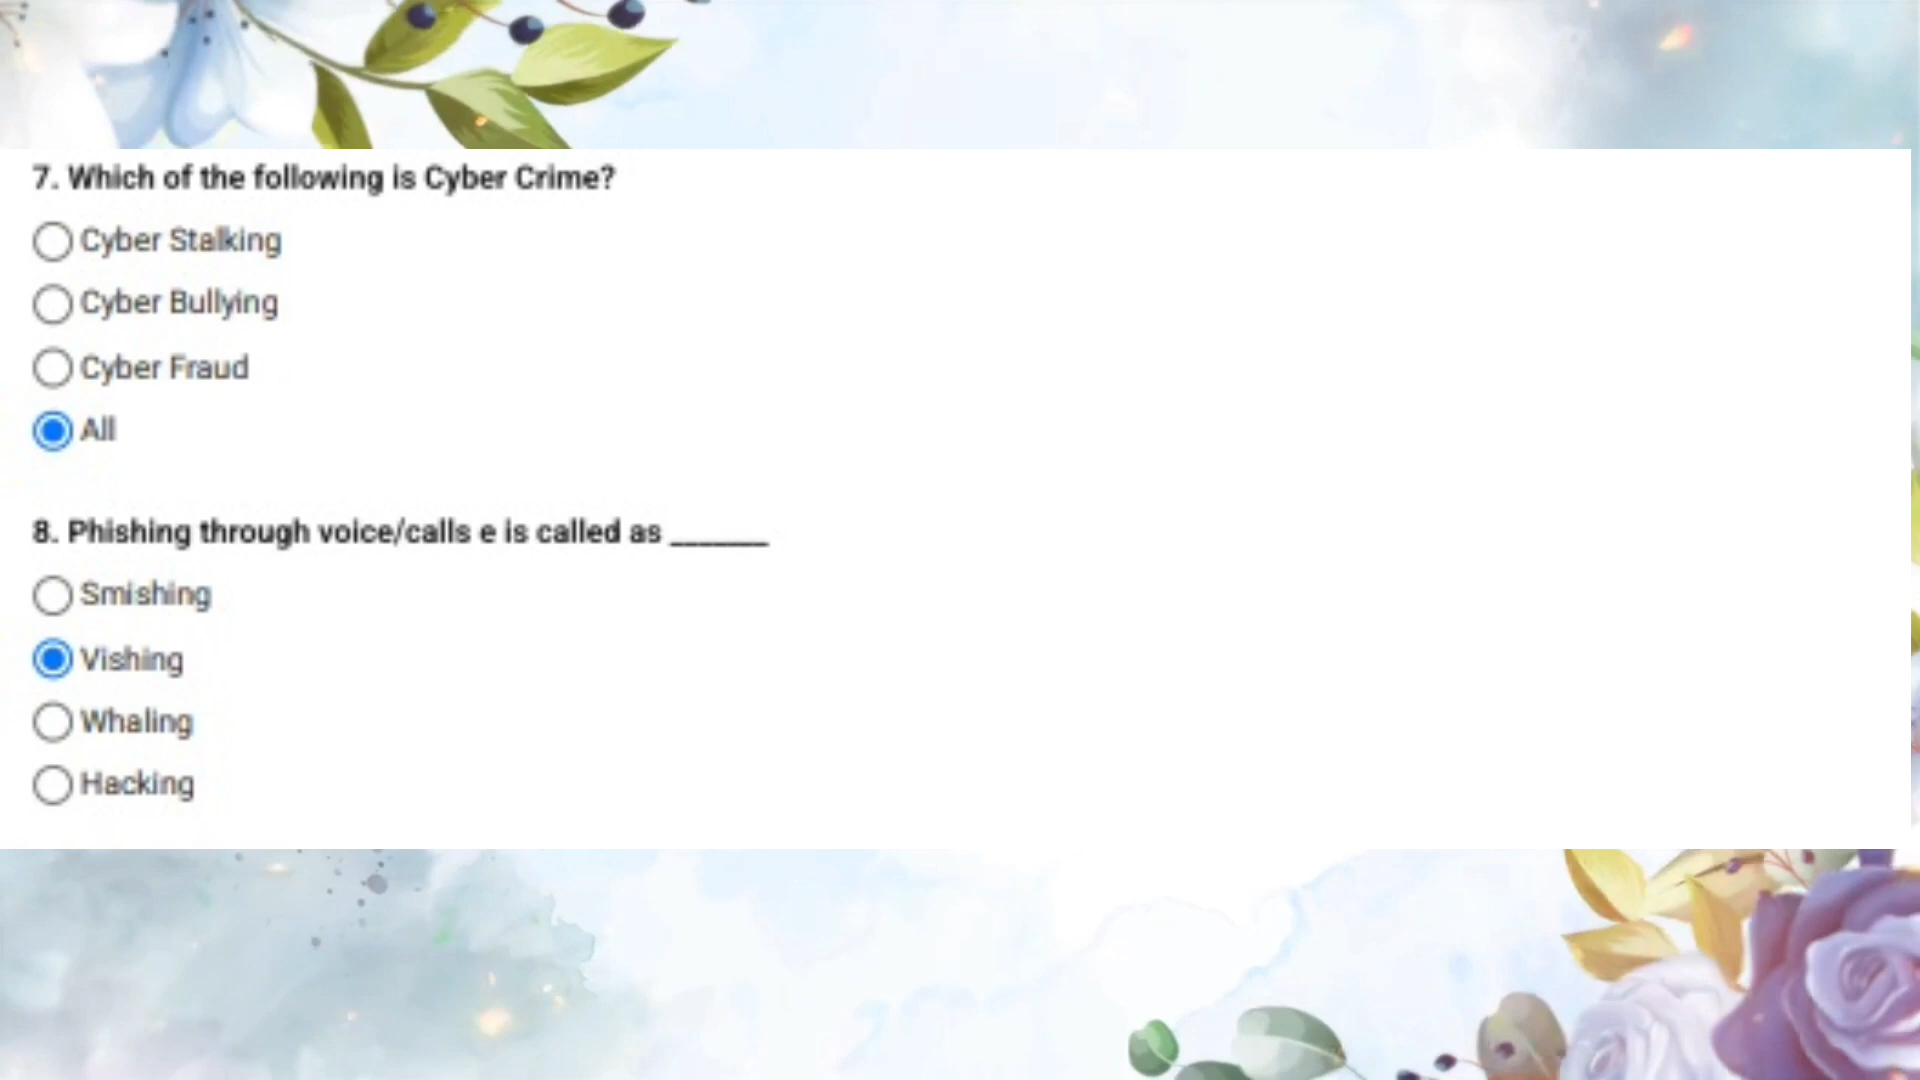 7. Which of the following is Cyber Crime?
Cyber Stalking
Cyber Bullying
Cyber Fraud
All
8. Phishing through voice/calls e is called as _______
Smishing
Vishing
Whaling
Hacking